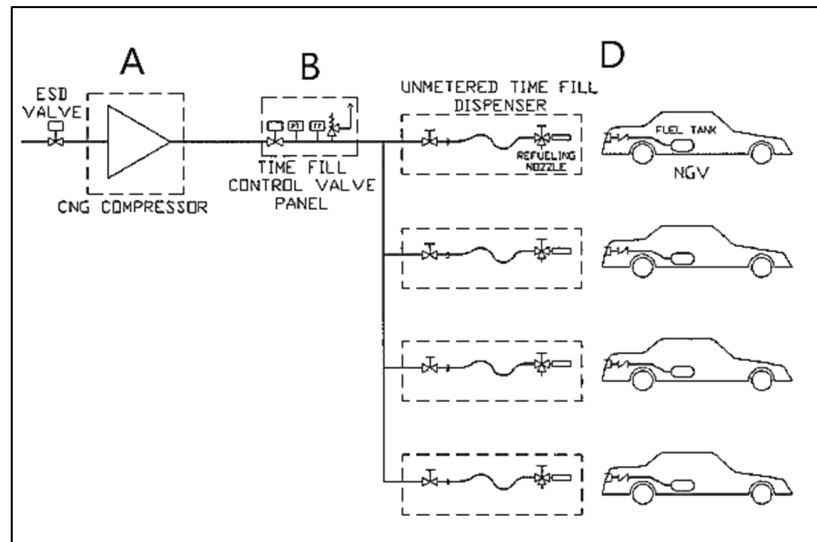 A
B
D
ESD
VALVE
UNMETERED TIME FILL
DISPENSER
FUEL TANK
REFUELING
NOZZLE
NGV
TIME FILL
CONTROL VALVE
PANEL
CNG COMPRESSOR